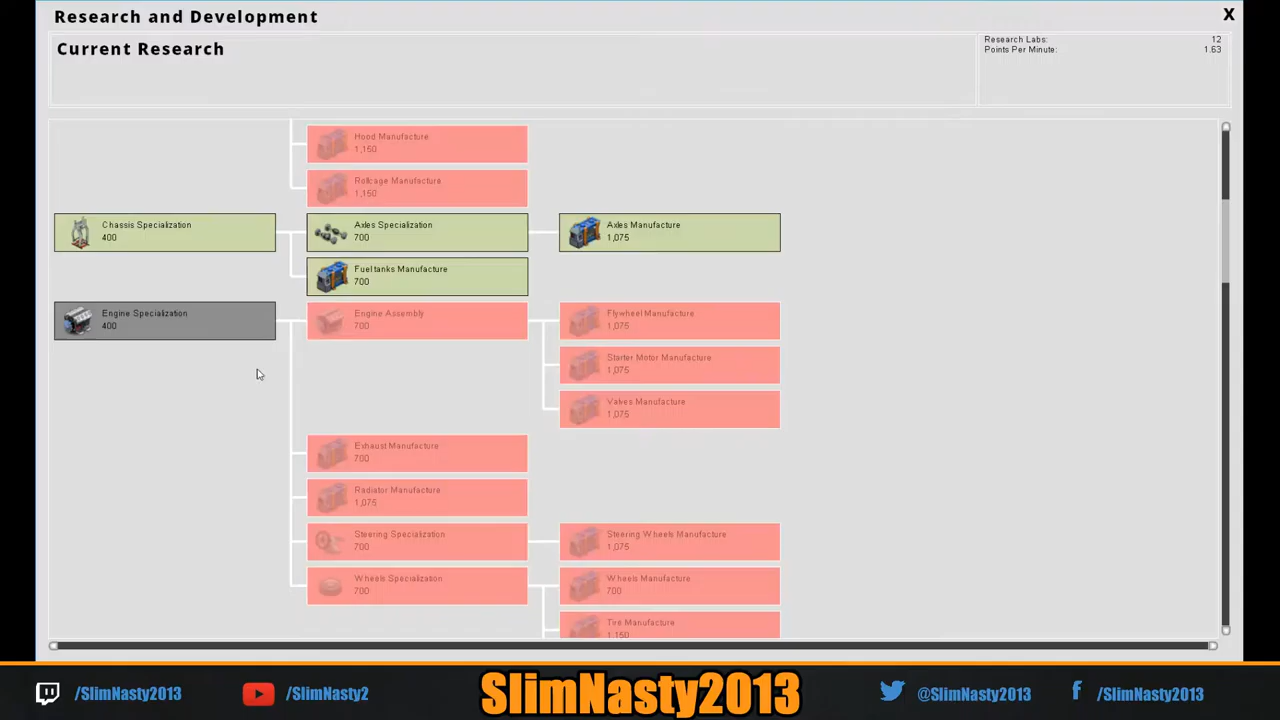 Research and Development
X
Current Research
Research Labs: 12
Points Per Minute: 1.63
Hood Manufacture
1,150
Rollcage Manufacture
1,150
Chassis Specialization
400
Axles Specialization
700
Axles Manufacture
1,075
Fuel tanks Manufacture
700
Engine Specialization
400
Engine Assembly
700
Flywheel Manufacture
1,075
Starter Motor Manufacture
1,075
Valves Manufacture
1,075
Exhaust Manufacture
700
Radiator Manufacture
1,075
Steering Specialization
700
Steering Wheels Manufacture
1,075
Wheels Specialization
700
Wheels Manufacture
700
Tire Manufacture
1,150
/SlimNasty2013
/SlimNasty2
SlimNasty2013
@SlimNasty2013
/SlimNasty2013